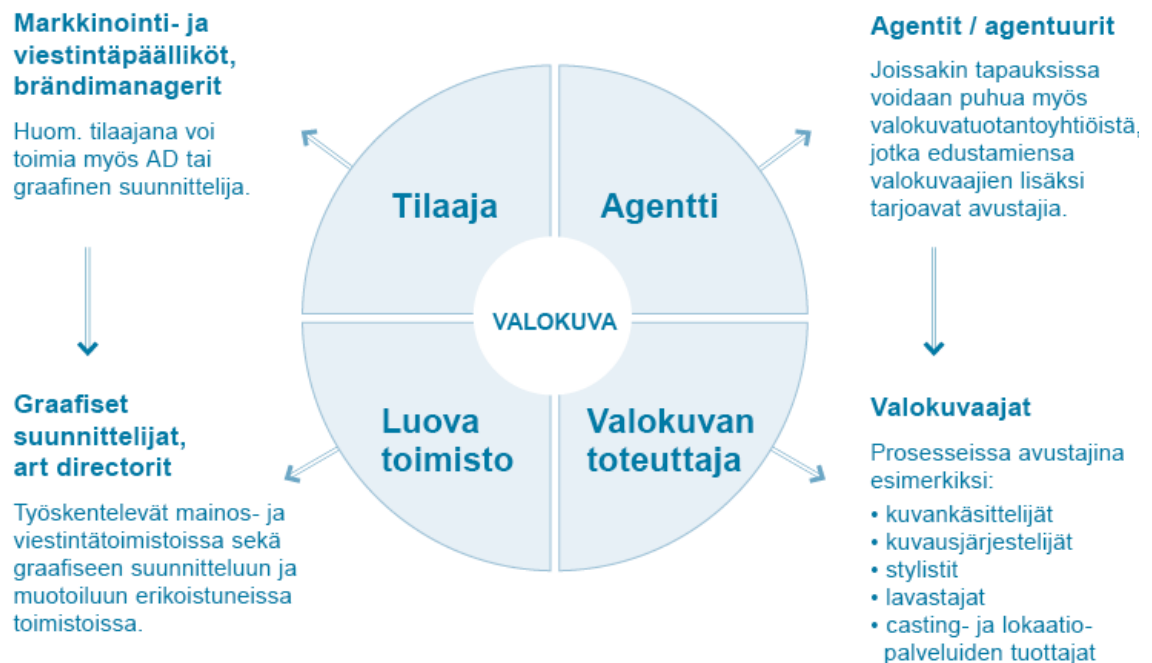 Markkinointi- ja
viestintäpäälliköt,
brändimanagerit
Huom. tilaajana voi
toimia myös AD tai
graafinen suunnittelija.
Agentit / agentuurit
Joissakin tapauksissa
voidaan puhua myös
valokuvatuotantoyhtiöistä,
jotka edustamiensa
valokuvaajien lisäksi
tarjoavat avustajia.
Tilaaja
Agentti
VALOKUVA
Luova
toimisto
Valokuvan
toteuttaja
Graafiset
suunnittelijat,
art directorit
Työskentelevät mainos- ja
viestintätoimistoissa sekä
graafiseen suunnitteluun ja
muotoiluun erikoistuneissa
toimistoissa.
Valokuvaajat
Prosesseissa avustajina
esimerkiksi:
• kuvankäsittelijät
• kuvausjärjestelijät
• stylistit
• lavastajat
• casting- ja lokaatio-
palveluiden tuottajat